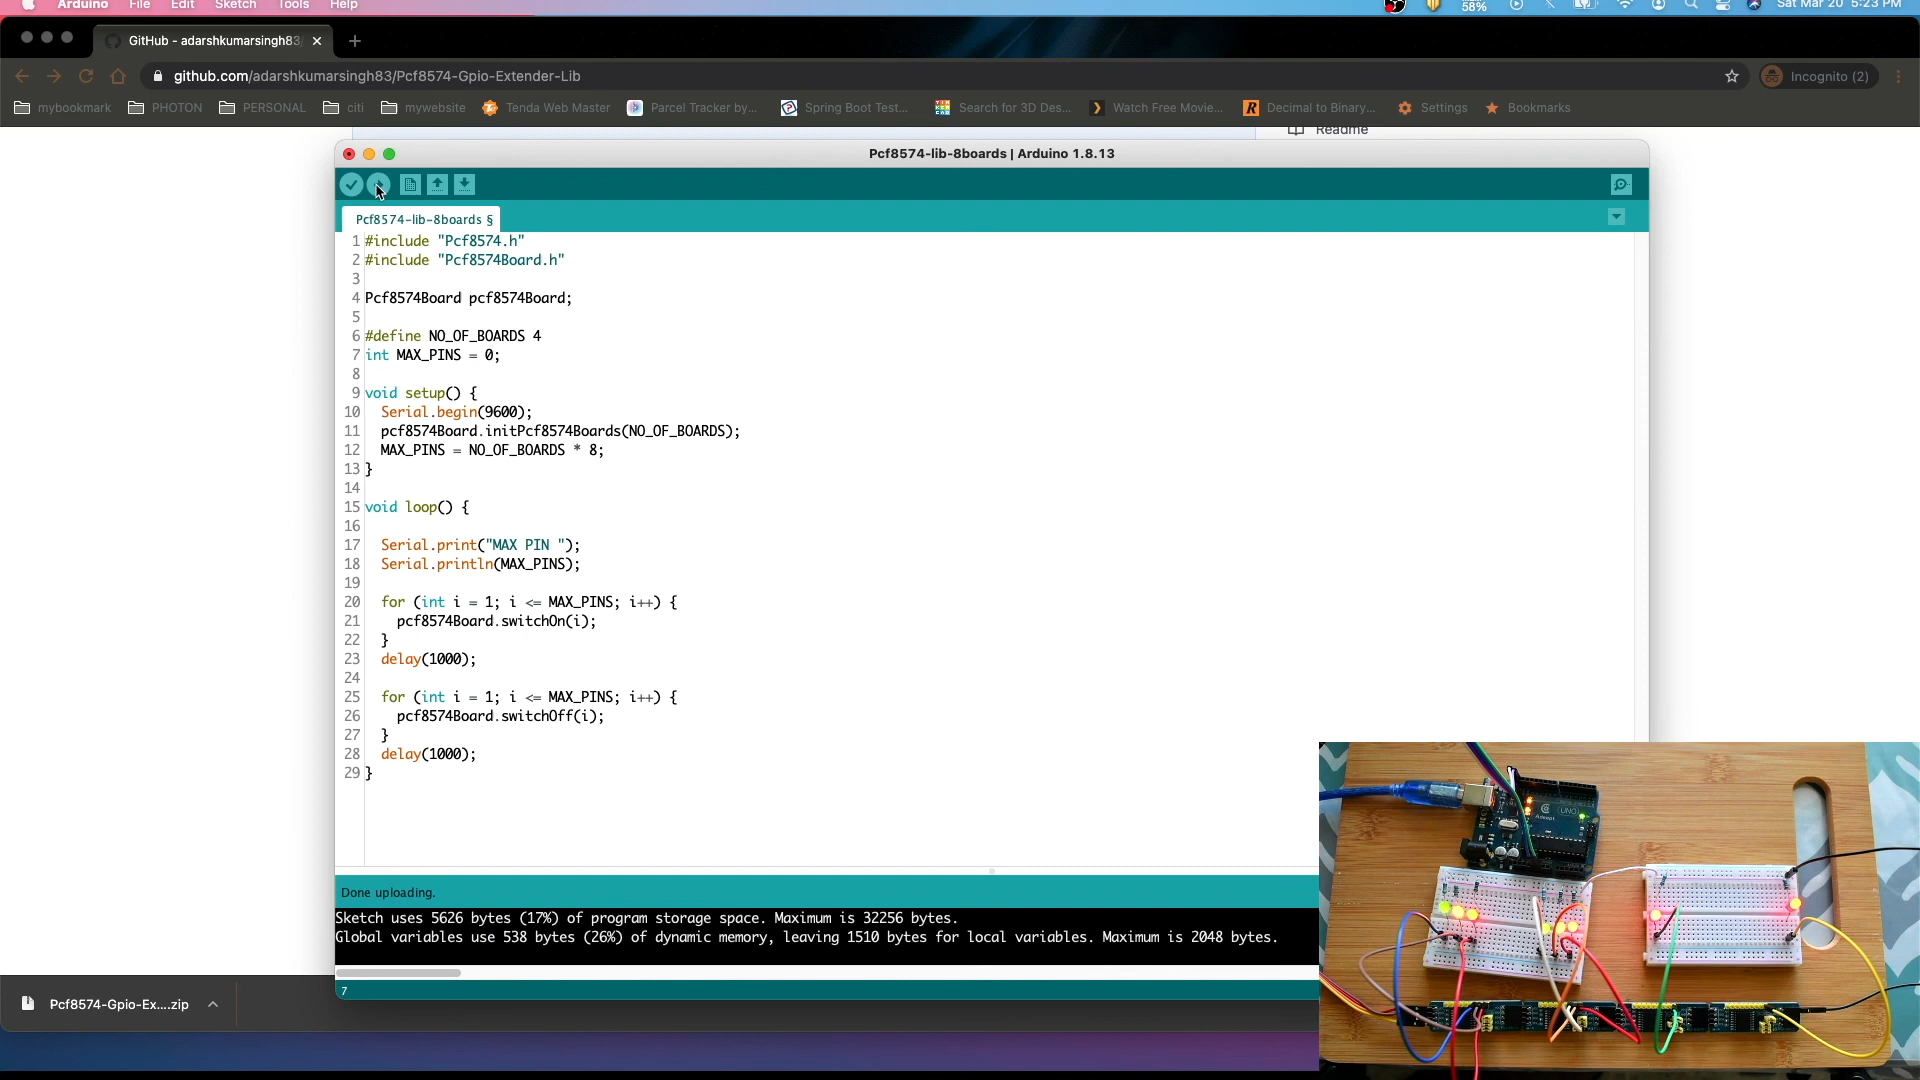 Arduino File Edit Sketch Tools Help
58%
Sat Mar 20 5:23 PM
GitHub - adarshkumarsingh83/
github.com/adarshkumarsingh83/Pcf8574-Gpio-Extender-Lib
Incognito (2)
mybookmark PHOTON PERSONAL citi mywebsite Tenda Web Master Parcel Tracker by... Spring Boot Test... Search for 3D Des... Watch Free Movie... Decimal to Binary... Settings Bookmarks
Readme
Pcf8574-lib-8boards | Arduino 1.8.13
Pcf8574-lib-8boards §
1 #include "Pcf8574.h"
2 #include "Pcf8574Board.h"
3
4 Pcf8574Board pcf8574Board;
5
6 #define NO_OF_BOARDS 4
7 int MAX_PINS = 0;
8
9 void setup() {
10 Serial.begin(9600);
11 pcf8574Board.initPcf8574Boards(NO_OF_BOARDS);
12 MAX_PINS = NO_OF_BOARDS * 8;
13 }
14
15 void loop() {
16
17 Serial.print("MAX PIN ");
18 Serial.println(MAX_PINS);
19
20 for (int i = 1; i <= MAX_PINS; i++) {
21 pcf8574Board.switchOn(i);
22 }
23 delay(1000);
24
25 for (int i = 1; i <= MAX_PINS; i++) {
26 pcf8574Board.switchOff(i);
27 }
28 delay(1000);
29 }
Done uploading.
Sketch uses 5626 bytes (17%) of program storage space. Maximum is 32256 bytes.
Global variables use 538 bytes (26%) of dynamic memory, leaving 1510 bytes for local variables. Maximum is 2048 bytes.
7
Pcf8574-Gpio-Ex....zip
UNO
Adeept